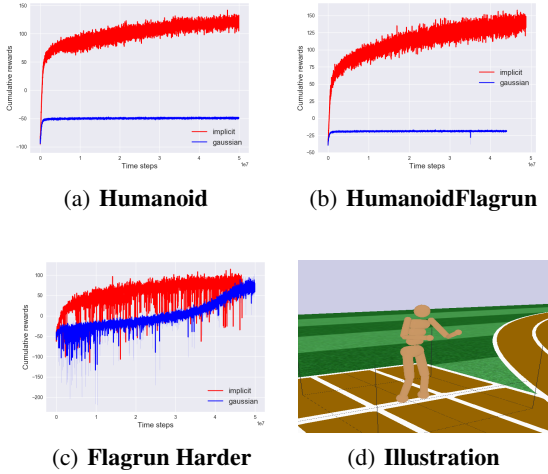 150
100
50
0
−50
−100
Cumulative rewards
implicit
gaussian
0 1 2 3 4 5
Time steps
1e7
(a) Humanoid
150
125
100
75
50
25
0
−25
−50
Cumulative rewards
implicit
gaussian
0 1 2 3 4 5
Time steps
1e7
(b) HumanoidFlagrun
100
50
0
−50
−100
−150
−200
Cumulative rewards
implicit
gaussian
0 1 2 3 4 5
Time steps
1e7
(c) Flagrun Harder
(d) Illustration